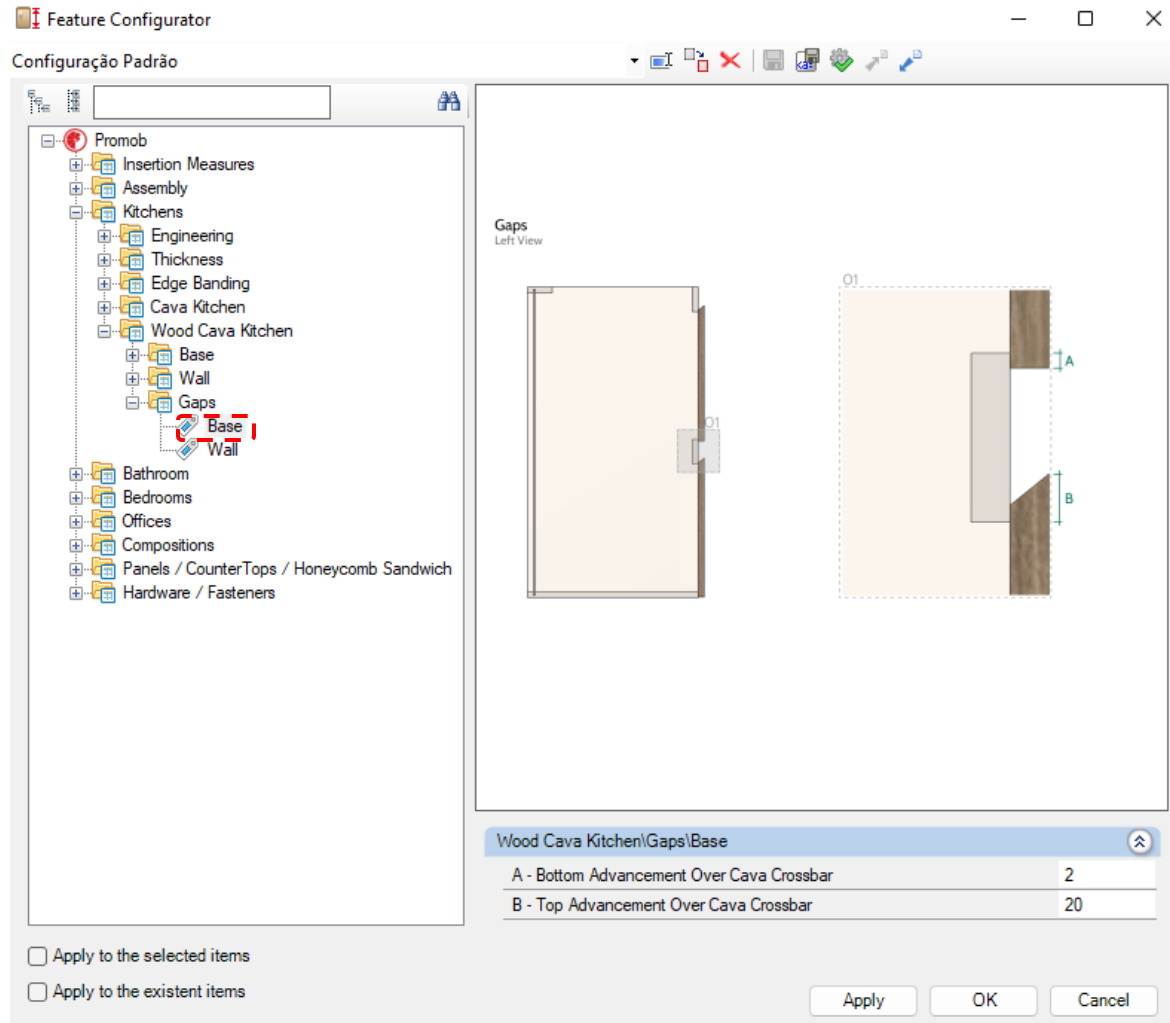 Feature Configurator
Configuração Padrão
Promob
Insertion Measures
Assembly
Kitchens
Engineering
Thickness
Edge Banding
Cava Kitchen
Wood Cava Kitchen
Base
Wall
Gaps
Base
Wall
Bathroom
Bedrooms
Offices
Compositions
Panels / CounterTops / Honeycomb Sandwich
Hardware / Fasteners
Gaps
Left View
01
01
A
B
Wood Cava Kitchen\Gaps\Base
A - Bottom Advancement Over Cava Crossbar 2
B - Top Advancement Over Cava Crossbar 20
Apply to the selected items
Apply to the existent items
Apply OK Cancel